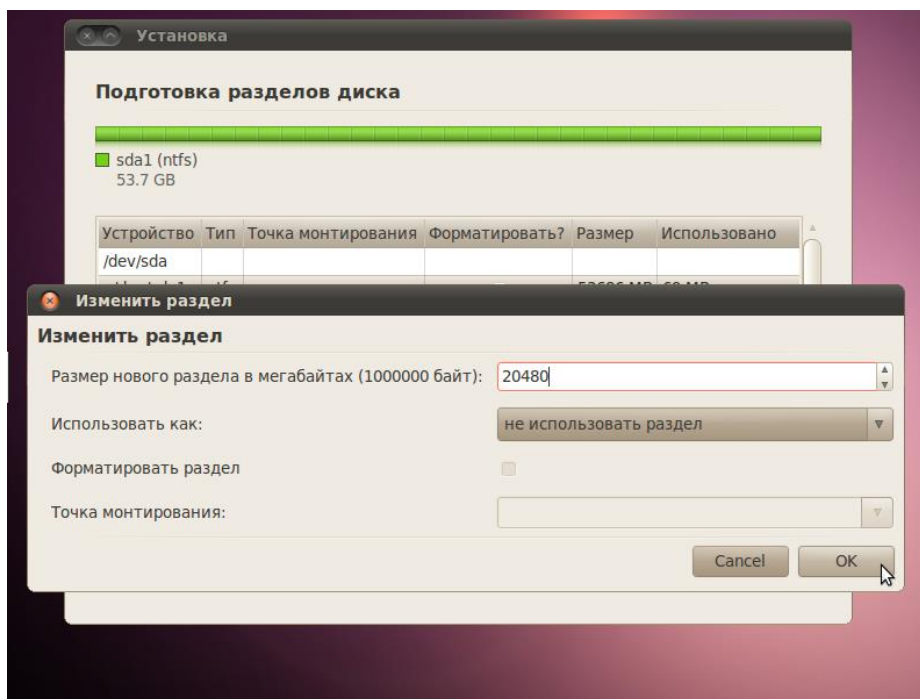 Установка
Подготовка разделов диска
sda1 (ntfs)
53.7 GB
Устройство Тип Точка монтирования Форматировать? Размер Использовано
/dev/sda
Изменить раздел
Изменить раздел
Размер нового раздела в мегабайтах (1000000 байт): 20480
Использовать как: не использовать раздел
Форматировать раздел
Точка монтирования:
Cancel OK